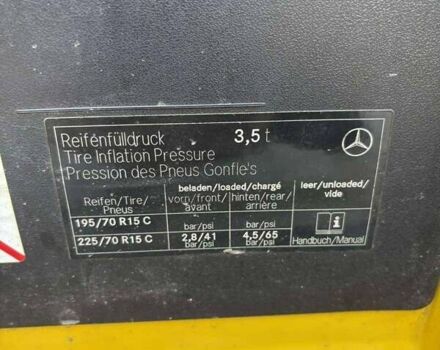 Reifenfülldruck 3,5 t
Tire Inflation Pressure
Pression des Pneus Gonfle's
beladen/loaded/chargé leer/unloaded/
Reifen/Tire/ vorn/front/ hinten/rear/ vide
Pneus avant arrière
195/70 R15 C bar/psi bar/psi
225/70 R15 C 2,8/41 4,5/65 Handbuch/Manual
bar/psi bar/psi